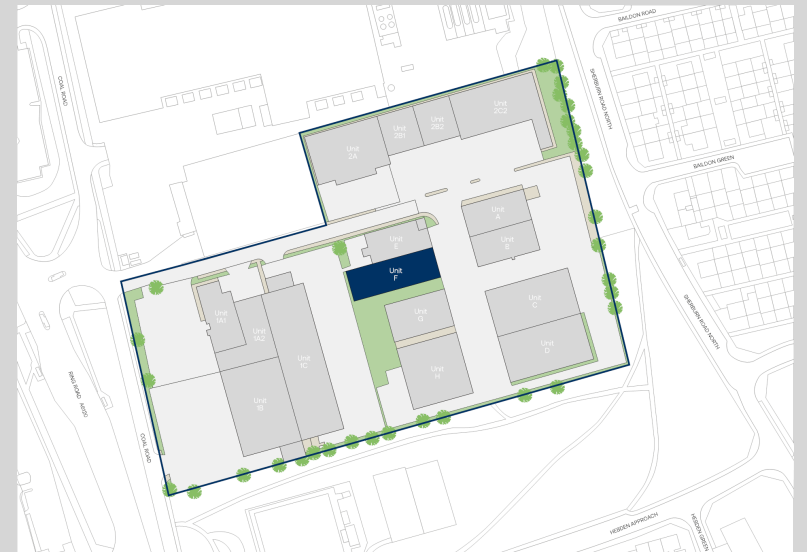 BAILDON ROAD
COAL ROAD
SHERBURN ROAD NORTH
BAILDON GREEN
Unit
2A
Unit
2B1
Unit
2B2
Unit
2C2
Unit
A
Unit
B
Unit
E
Unit
F
Unit
G
Unit
H
Unit
C
Unit
D
Unit
1A1
Unit
1A2
Unit
1B
Unit
1C
SHERBURN ROAD NORTH
RING ROAD A6120
COAL ROAD
HEBDEN APPROACH
HEBDEN GREEN